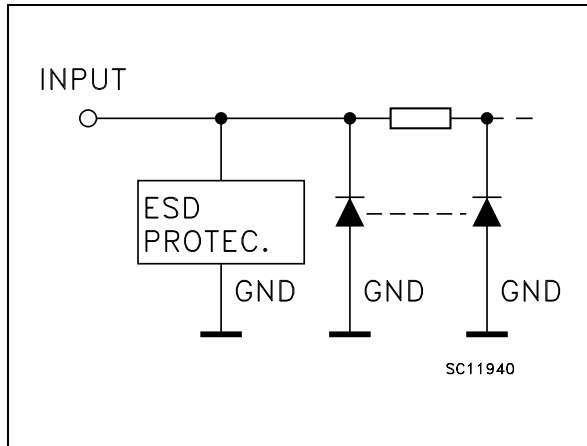 INPUT
ESD
PROTEC.
GND
GND
GND
SC11940